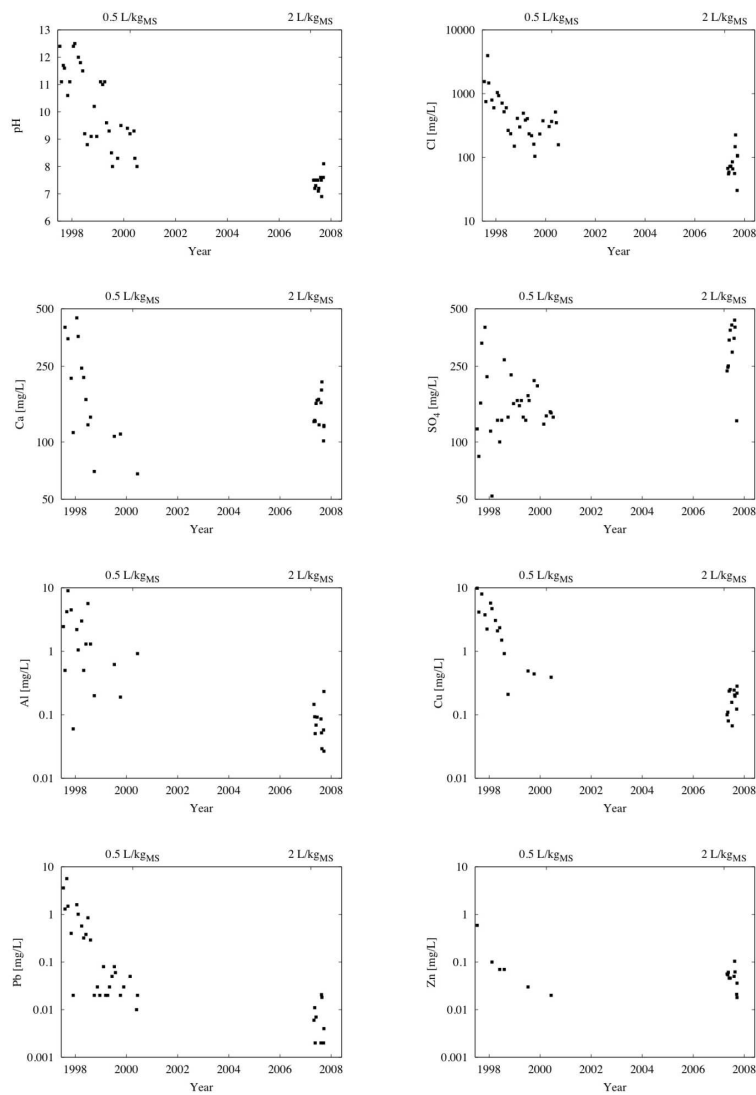 0.5 L/kgMS 2 L/kgMS
13
12
11
10
9
8
7
6
pH
1998 2000 2002 2004 2006 2008
Year
0.5 L/kgMS 2 L/kgMS
10000
1000
100
10
Cl [mg/L]
1998 2000 2002 2004 2006 2008
Year
0.5 L/kgMS 2 L/kgMS
500
250
100
50
Ca [mg/L]
1998 2000 2002 2004 2006 2008
Year
0.5 L/kgMS 2 L/kgMS
500
250
100
50
SO4 [mg/L]
1998 2000 2002 2004 2006 2008
Year
0.5 L/kgMS 2 L/kgMS
10
1
0.1
0.01
Al [mg/L]
1998 2000 2002 2004 2006 2008
Year
0.5 L/kgMS 2 L/kgMS
10
1
0.1
0.01
Cu [mg/L]
1998 2000 2002 2004 2006 2008
Year
0.5 L/kgMS 2 L/kgMS
10
1
0.1
0.01
0.001
Pb [mg/L]
1998 2000 2002 2004 2006 2008
Year
0.5 L/kgMS 2 L/kgMS
10
1
0.1
0.01
0.001
Zn [mg/L]
1998 2000 2002 2004 2006 2008
Year